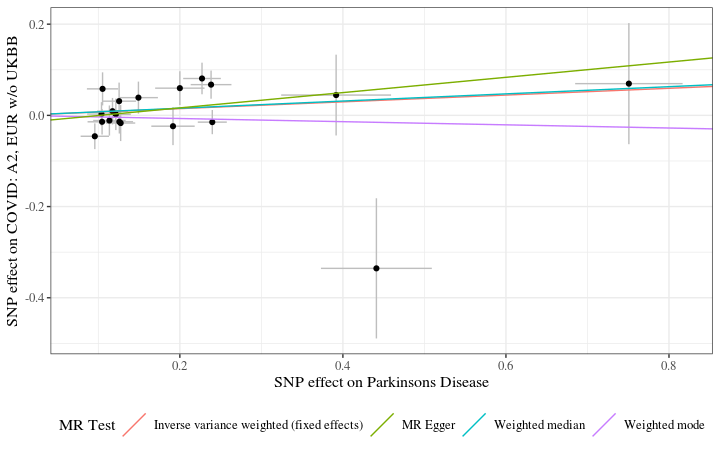 SNP effect on COVID: A2, EUR w/o UKBB
0.2
0.0
-0.2
-0.4
0.2 0.4 0.6 0.8
SNP effect on Parkinsons Disease
MR Test Inverse variance weighted (fixed effects) MR Egger Weighted median Weighted mode